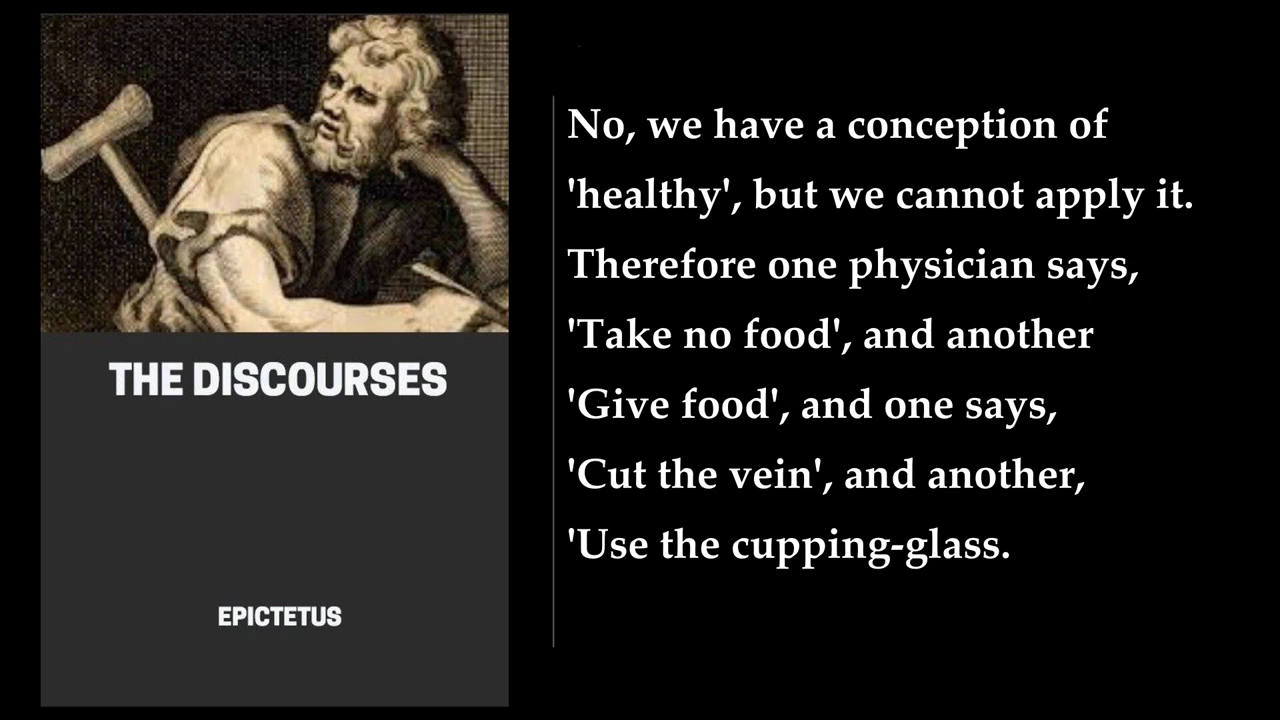 THE DISCOURSES
EPICTETUS
No, we have a conception of
'healthy', but we cannot apply it.
Therefore one physician says,
'Take no food', and another
'Give food', and one says,
'Cut the vein', and another,
'Use the cupping-glass.